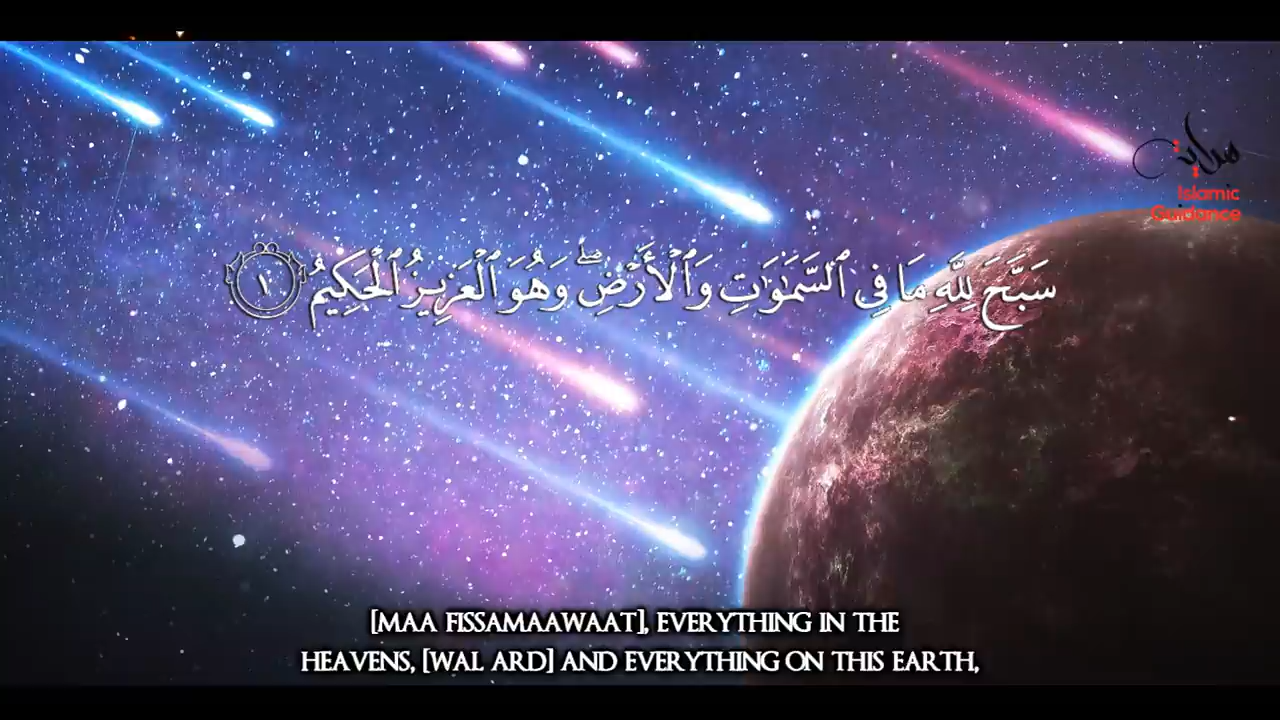 هداية
Islamic
Guidance
سَبَّحَ لِلَّهِ مَا فِي ٱلسَّمَٰوَٰتِ وَٱلْأَرْضِ ۖ وَهُوَ ٱلْعَزِيزُ ٱلْحَكِيمُ ١
[MAA FISSAMAAWAAT], EVERYTHING IN THE
HEAVENS, [WAL ARD] AND EVERYTHING ON THIS EARTH,